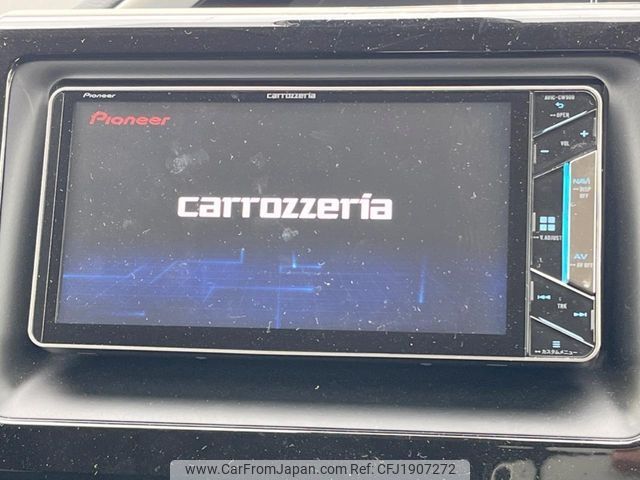 Pioneer
carrozzeria
AVIC-CW900
OPEN
Pioneer
+
VOL
-
NAVI
DISP OFF
carrozzeria
V.ADJUST
AV
AV OFF
TRK
カスタムメニュー
www.CarFromJapan.com - CFJ1907272